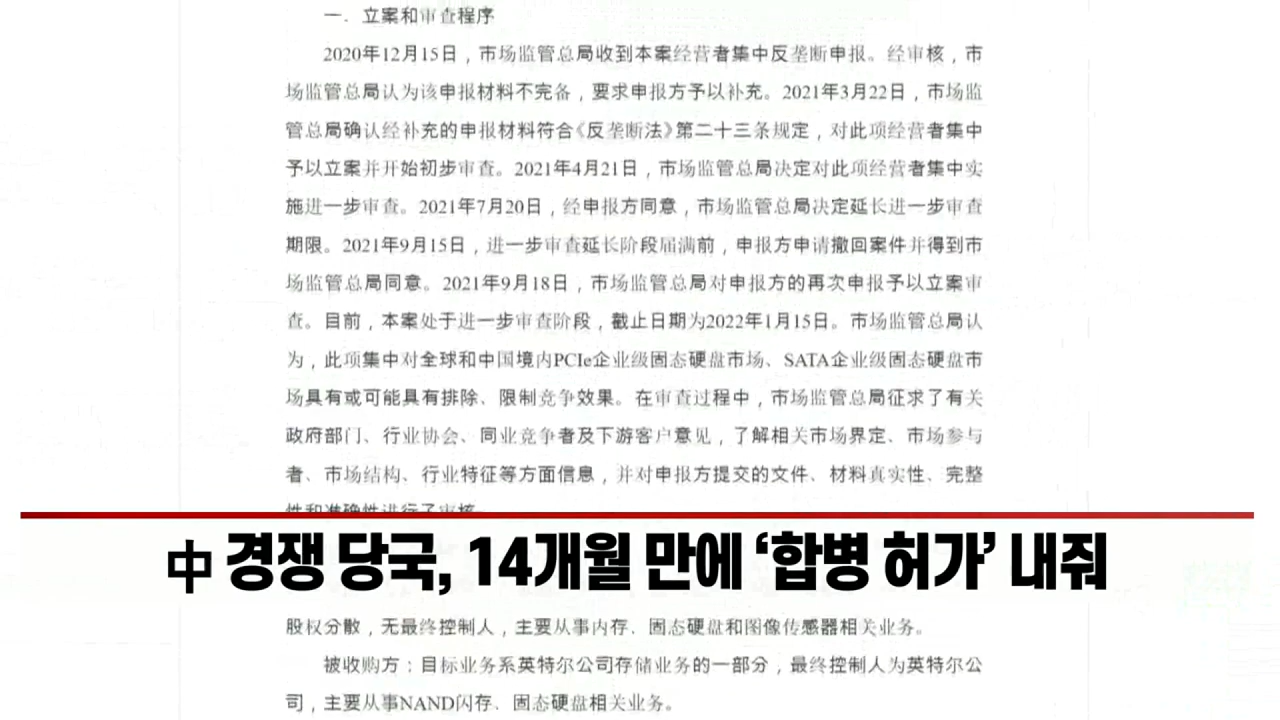 一．立案和审查程序
2020年12月15日，市场监管总局收到本案经营者集中反垄断申报。经审核，市
场监管总局认为该申报材料不完备，要求申报方予以补充。2021年3月22日，市场监
管总局确认经补充的申报材料符合《反垄断法》第二十三条规定，对此项经营者集中
予以立案并开始初步审查。2021年4月21日，市场监管总局决定对此项经营者集中实
施进一步审查。2021年7月20日，经申报方同意，市场监管总局决定延长进一步审查
期限。2021年9月15日，进一步审查延长阶段届满前，申报方申请撤回案件并得到市
场监管总局同意。2021年9月18日，市场监管总局对申报方的再次申报予以立案审
查。目前，本案处于进一步审查阶段，截止日期为2022年1月15日。市场监管总局认
为，此项集中对全球和中国境内PCIe企业级固态硬盘市场、SATA企业级固态硬盘市
场具有或可能具有排除、限制竞争效果。在审查过程中，市场监管总局征求了有关
政府部门、行业协会、同业竞争者及下游客户意见，了解相关市场界定、市场参与
者、市场结构、行业特征等方面信息，并对申报方提交的文件、材料真实性、完整
性和准确性进行了审核。
中 경쟁 당국, 14개월 만에 ‘합병 허가’ 내줘
股权分散，无最终控制人，主要从事内存、固态硬盘和图像传感器相关业务。
被收购方：目标业务系英特尔公司存储业务的一部分，最终控制人为英特尔公
司，主要从事NAND闪存、固态硬盘相关业务。